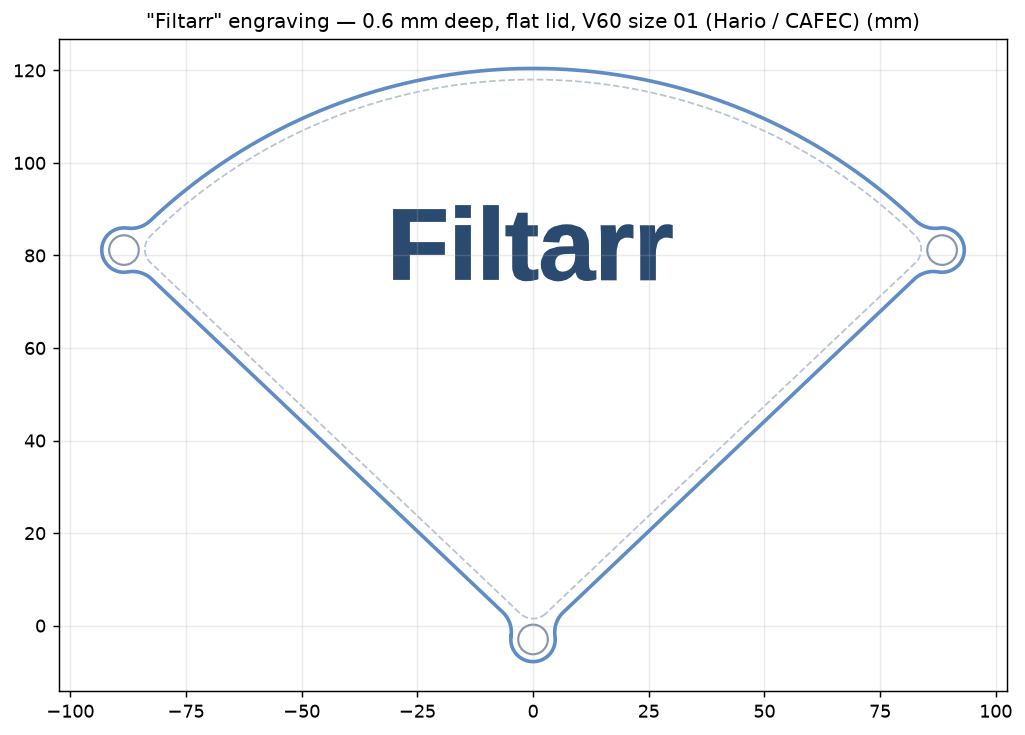 "Filtarr" engraving — 0.6 mm deep, flat lid, V60 size 01 (Hario / CAFEC) (mm)
120
100
Filtarr
80
60
40
20
0
−100 −75 −50 −25 0 25 50 75 100